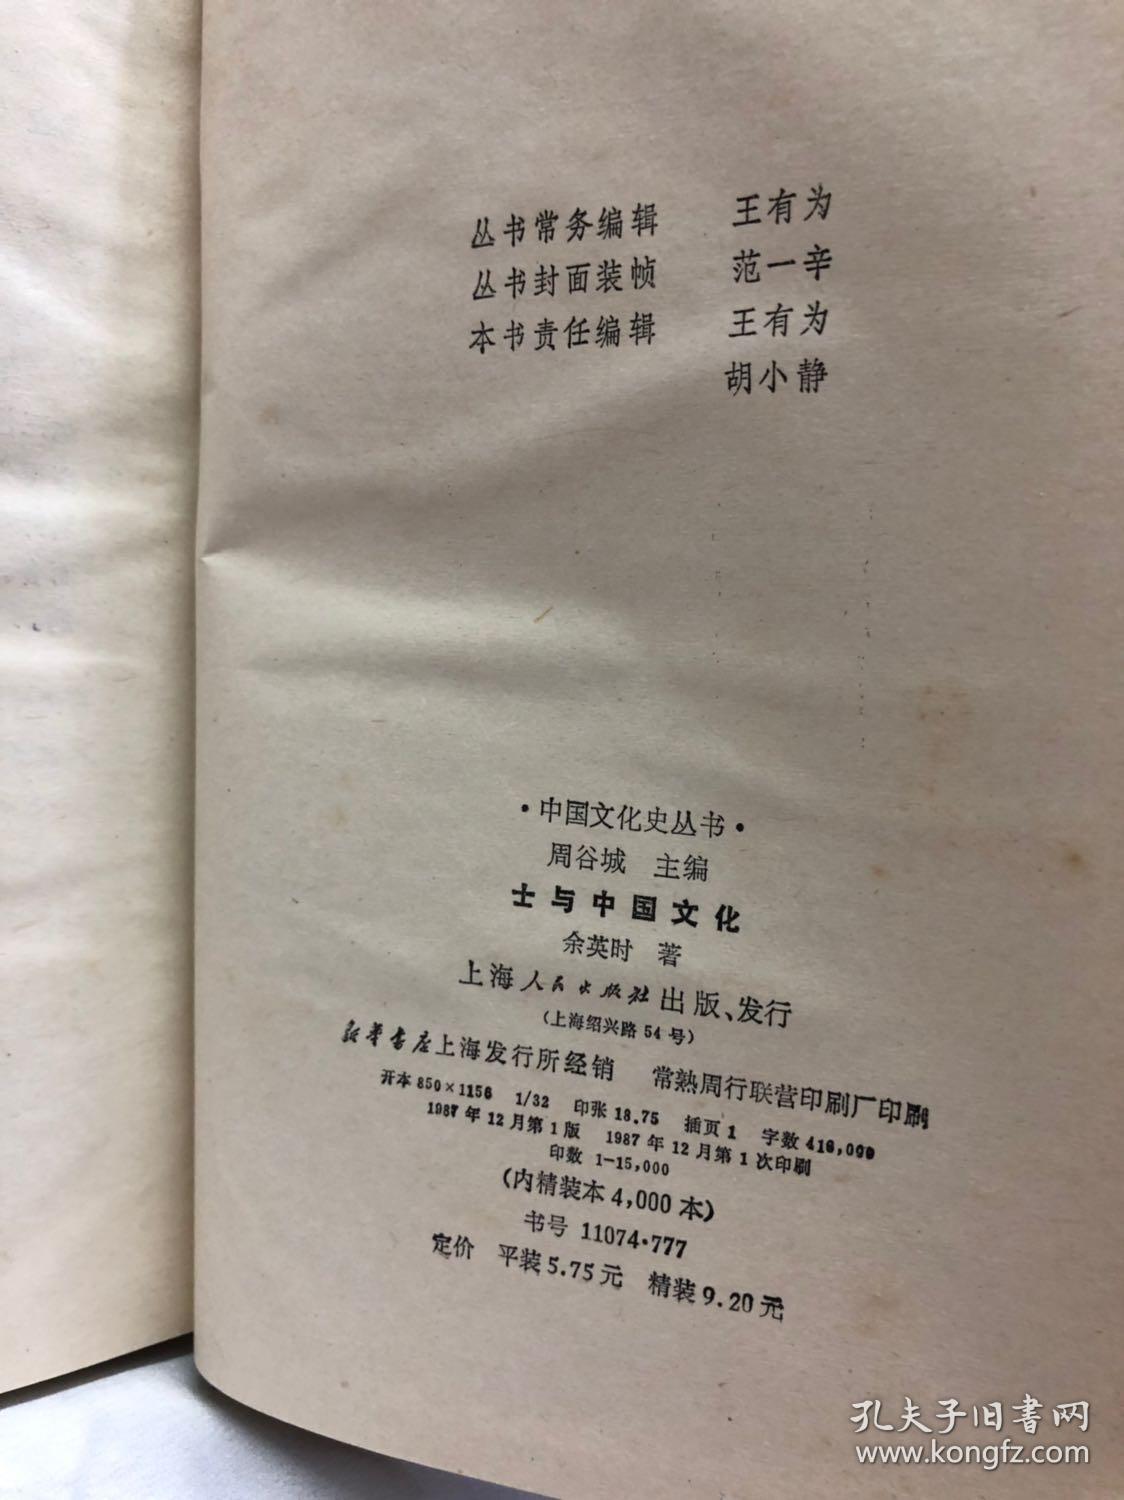 丛书常务编辑 王有为
丛书封面装帧 范一辛
本书责任编辑 王有为
胡小静
·中国文化史丛书·
周谷城 主编
士与中国文化
余英时 著
上海人民出版社出版、发行
(上海绍兴路54号)
新华书店上海发行所经销 常熟周行联营印刷厂印刷
开本850×1156 1/32 印张18.75 插页1 字数416,000
1987年12月第1版 1987年12月第1次印刷
印数 1-15,000
(内精装本4,000本)
书号 11074·777
定价 平装5.75元 精装9.20元
孔夫子旧书网
www.kongfz.com